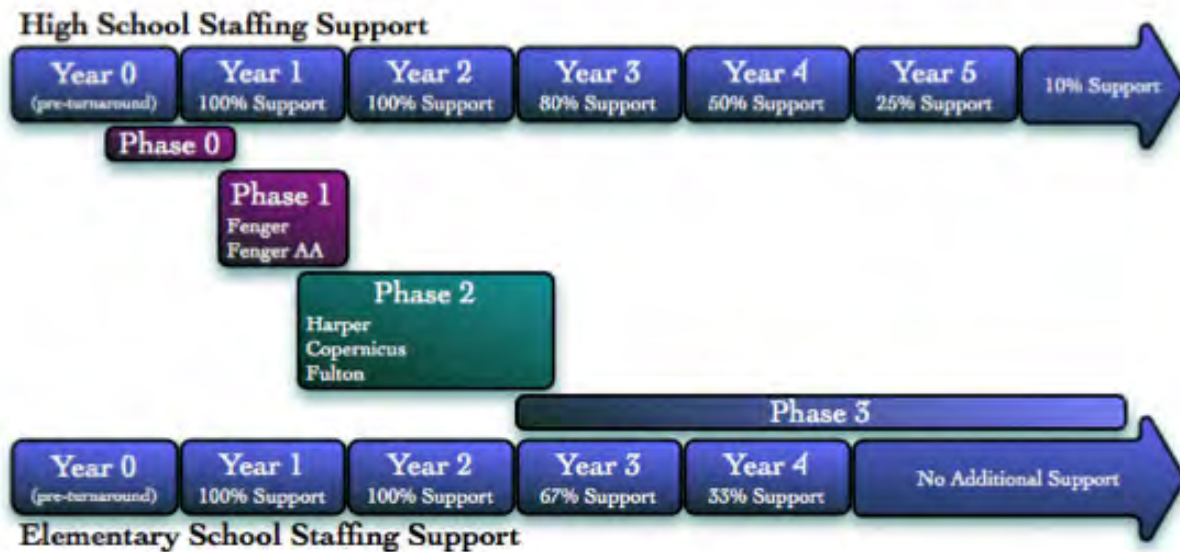 High School Staffing Support
Year 0
(pre-turnaround)
Year 1
100% Support
Year 2
100% Support
Year 3
80% Support
Year 4
50% Support
Year 5
25% Support
10% Support
Phase 0
Phase 1
Fenger
Fenger AA
Phase 2
Harper
Copernicus
Fulton
Phase 3
Year 0
(pre-turnaround)
Year 1
100% Support
Year 2
100% Support
Year 3
67% Support
Year 4
33% Support
No Additional Support
Elementary School Staffing Support